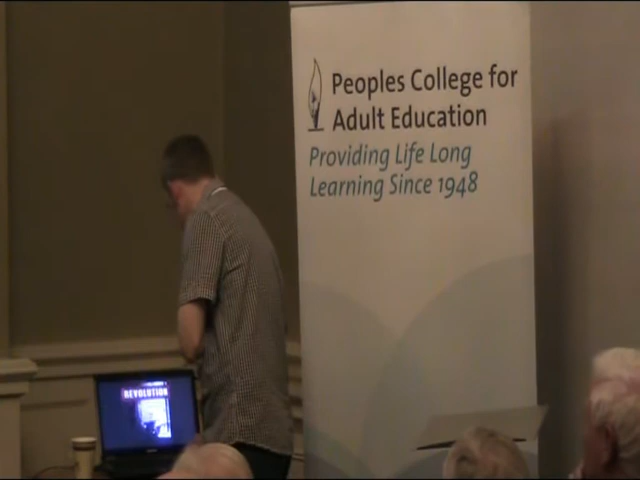 Peoples College for
Adult Education
Providing Life Long
Learning Since 1948
REVOLUTION